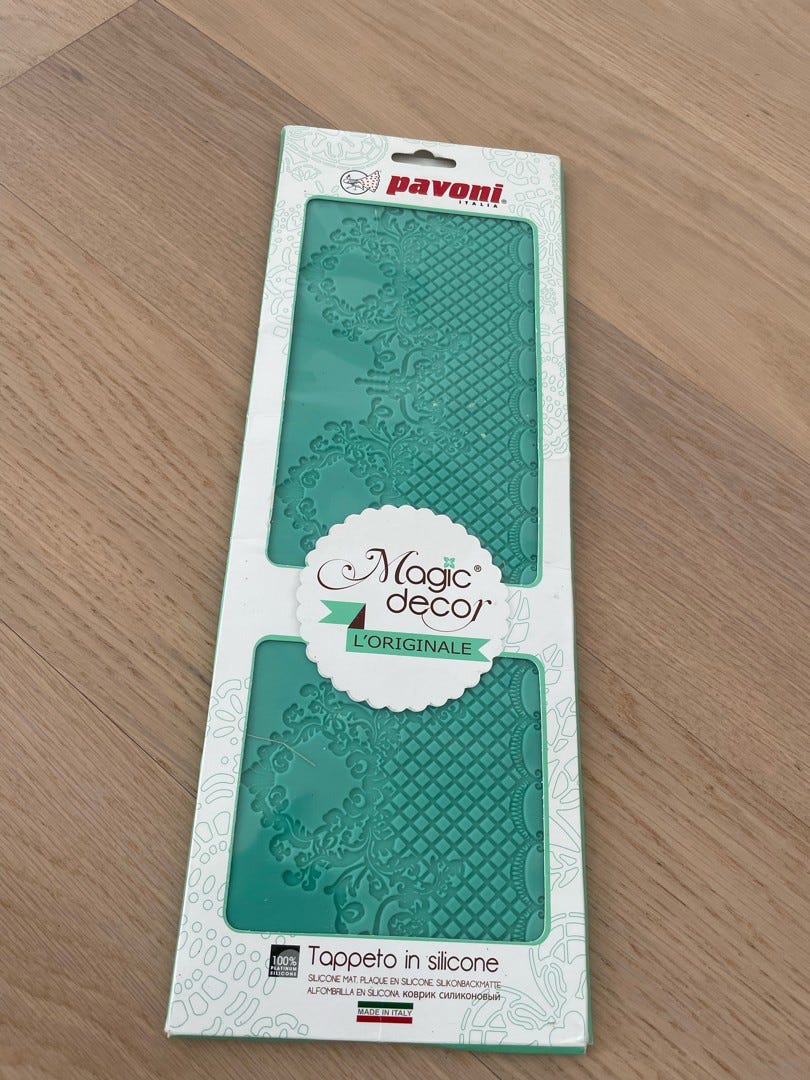 pavoni®
ITALIA
Magic®
decor
L'ORIGINALE
100%
PLATINUM
SILICONE
Tappeto in silicone
SILICONE MAT. PLAQUE EN SILICONE. SILIKONBACKMATTE
ALFOMBRILLA EN SILICONA. КОВРИК СИЛИКОНОВЫЙ
MADE IN ITALY